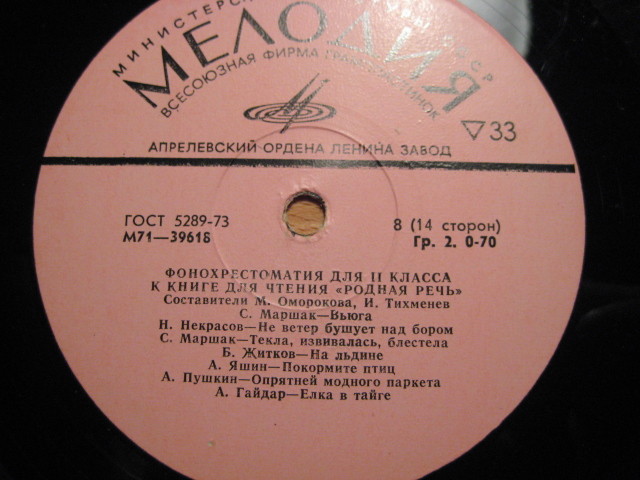 МИНИСТЕРСК
МЕЛОДИЯ
ВСЕСОЮЗНАЯ ФИРМА
АПРЕЛЕВСКИЙ ОРДЕНА ЛЕНИНА ЗАВОД
▽33
ГОСТ 5289-73
М71—39618
8 (14 сторон)
Гр. 2. 0-70
ФОНОХРЕСТОМАТИЯ ДЛЯ II КЛАССА
К КНИГЕ ДЛЯ ЧТЕНИЯ «РОДНАЯ РЕЧЬ»
Составители М. Оморокова, И. Тихменев
С. Маршак—Вьюга
Н. Некрасов—Не ветер бушует над бором
С. Маршак—Текла, извивалась, блестела
Б. Житков—На льдине
А. Яшин—Покормите птиц
А. Пушкин—Опрятней модного паркета
А. Гайдар—Елка в тайге